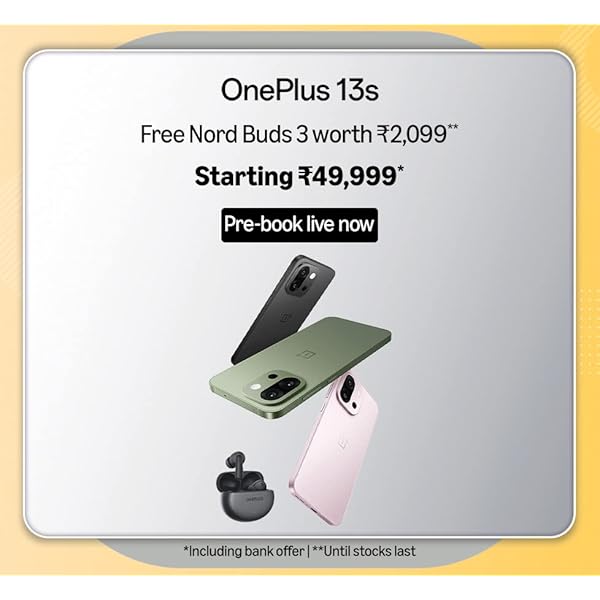 OnePlus 13s
Free Nord Buds 3 worth ₹2,099**
Starting ₹49,999*
Pre-book live now
ONEPLUS
*Including bank offer | **Until stocks last